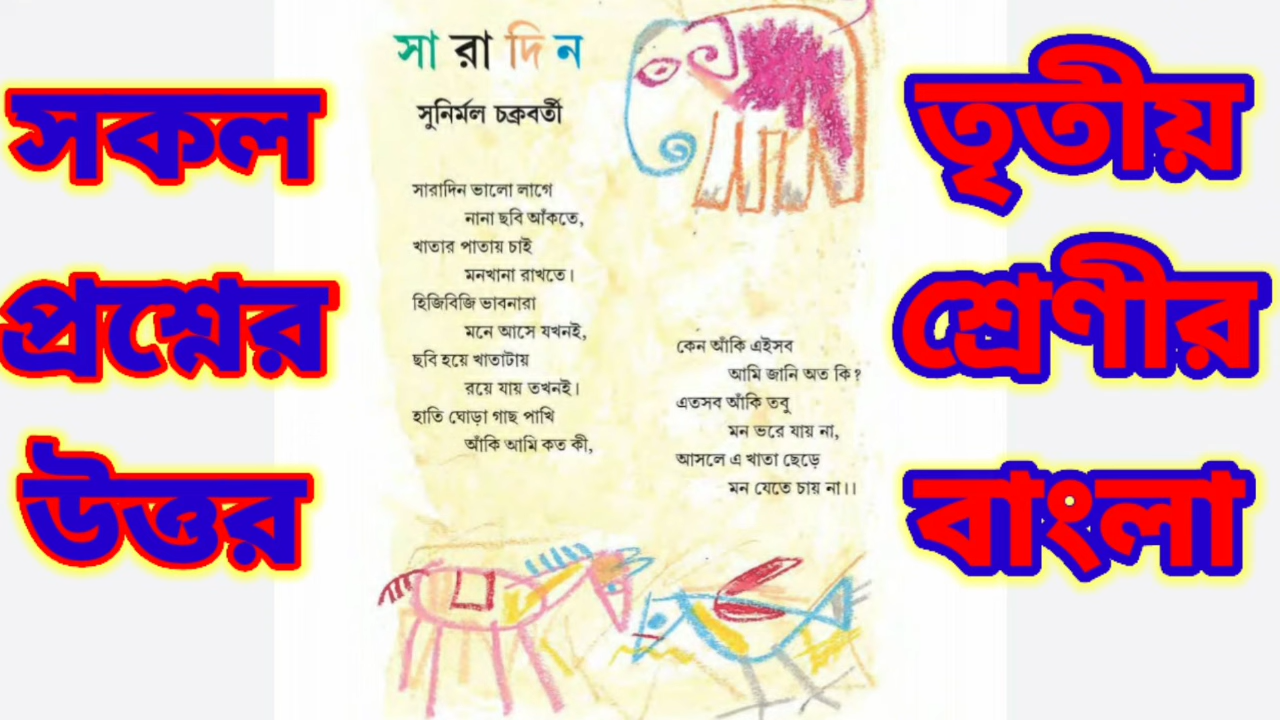 সকল
প্রশ্নের
উত্তর
সারাদিন
সুনির্মল চক্রবর্তী
সারাদিন ভালো লাগে
নানা ছবি আঁকতে,
খাতার পাতায় চাই
মনখানা রাখতে।
হিজিবিজি ভাবনারা
মনে আসে যখনই,
ছবি হয়ে খাতাটায়
রয়ে যায় তখনই।
হাতি ঘোড়া গাছ পাখি
আঁকি আমি কত কী,
কেন আঁকি এইসব
আমি জানি অত কি?
এতসব আঁকি তবু
মন ভরে যায় না,
আসলে এ খাতা ছেড়ে
মন যেতে চায় না।।
তৃতীয়
শ্রেণীর
বাংলা